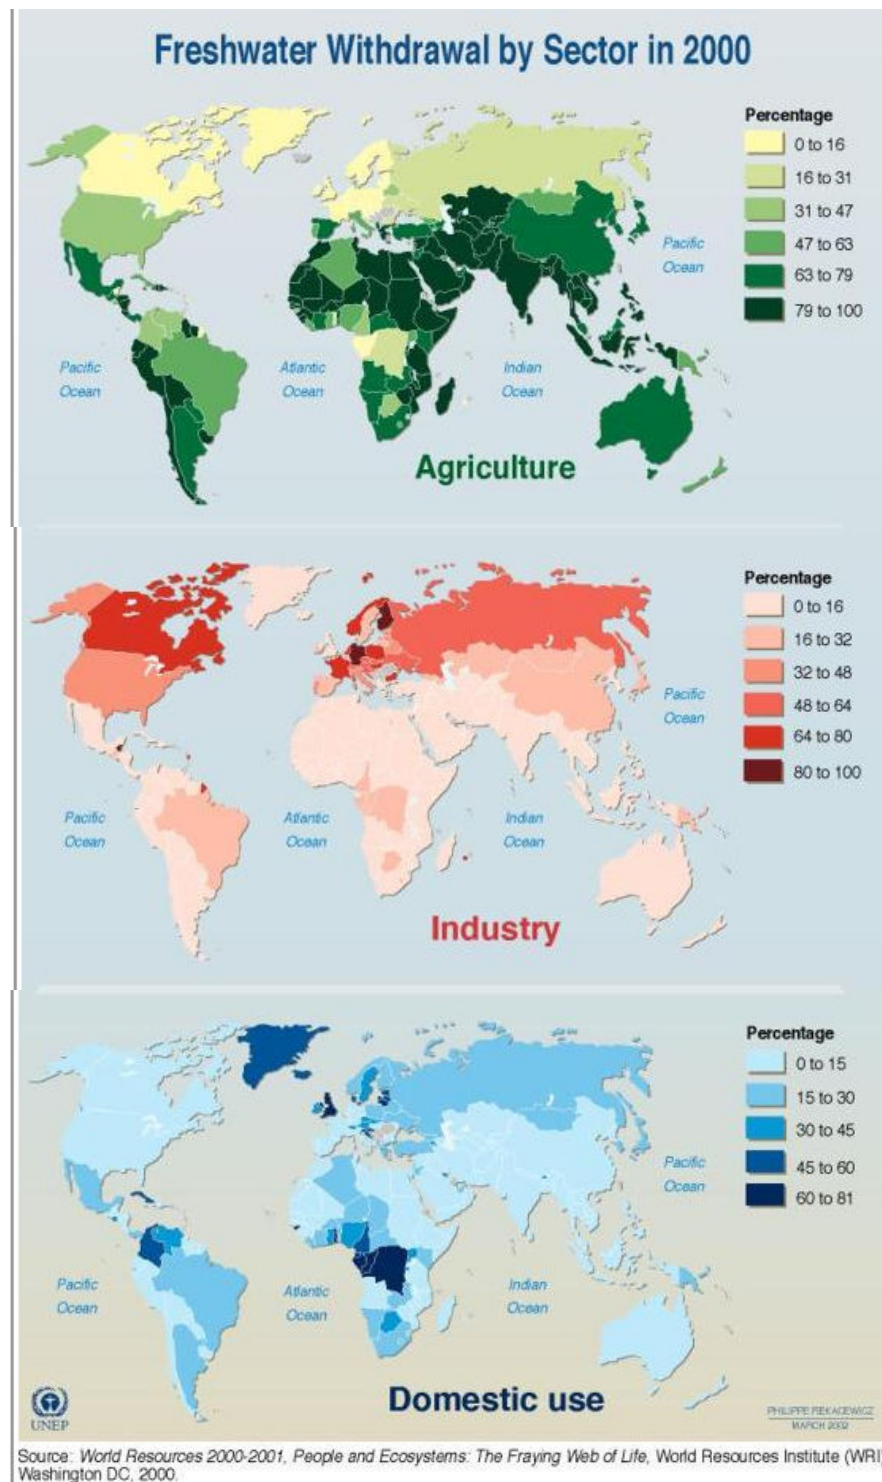 Freshwater Withdrawal by Sector in 2000
Percentage
0 to 16
16 to 31
31 to 47
47 to 63
63 to 79
79 to 100
Pacific
Ocean
Pacific
Ocean
Atlantic
Ocean
Indian
Ocean
Agriculture
Percentage
0 to 16
16 to 32
32 to 48
48 to 64
64 to 80
80 to 100
Pacific
Ocean
Pacific
Ocean
Atlantic
Ocean
Indian
Ocean
Industry
Percentage
0 to 15
15 to 30
30 to 45
45 to 60
60 to 81
Pacific
Ocean
Pacific
Ocean
Atlantic
Ocean
Indian
Ocean
Domestic use
UNEP
PHILIPPE REKACEWICZ
MARCH 2002
Source: World Resources 2000-2001, People and Ecosystems: The Fraying Web of Life, World Resources Institute (WRI)
Washington DC, 2000.